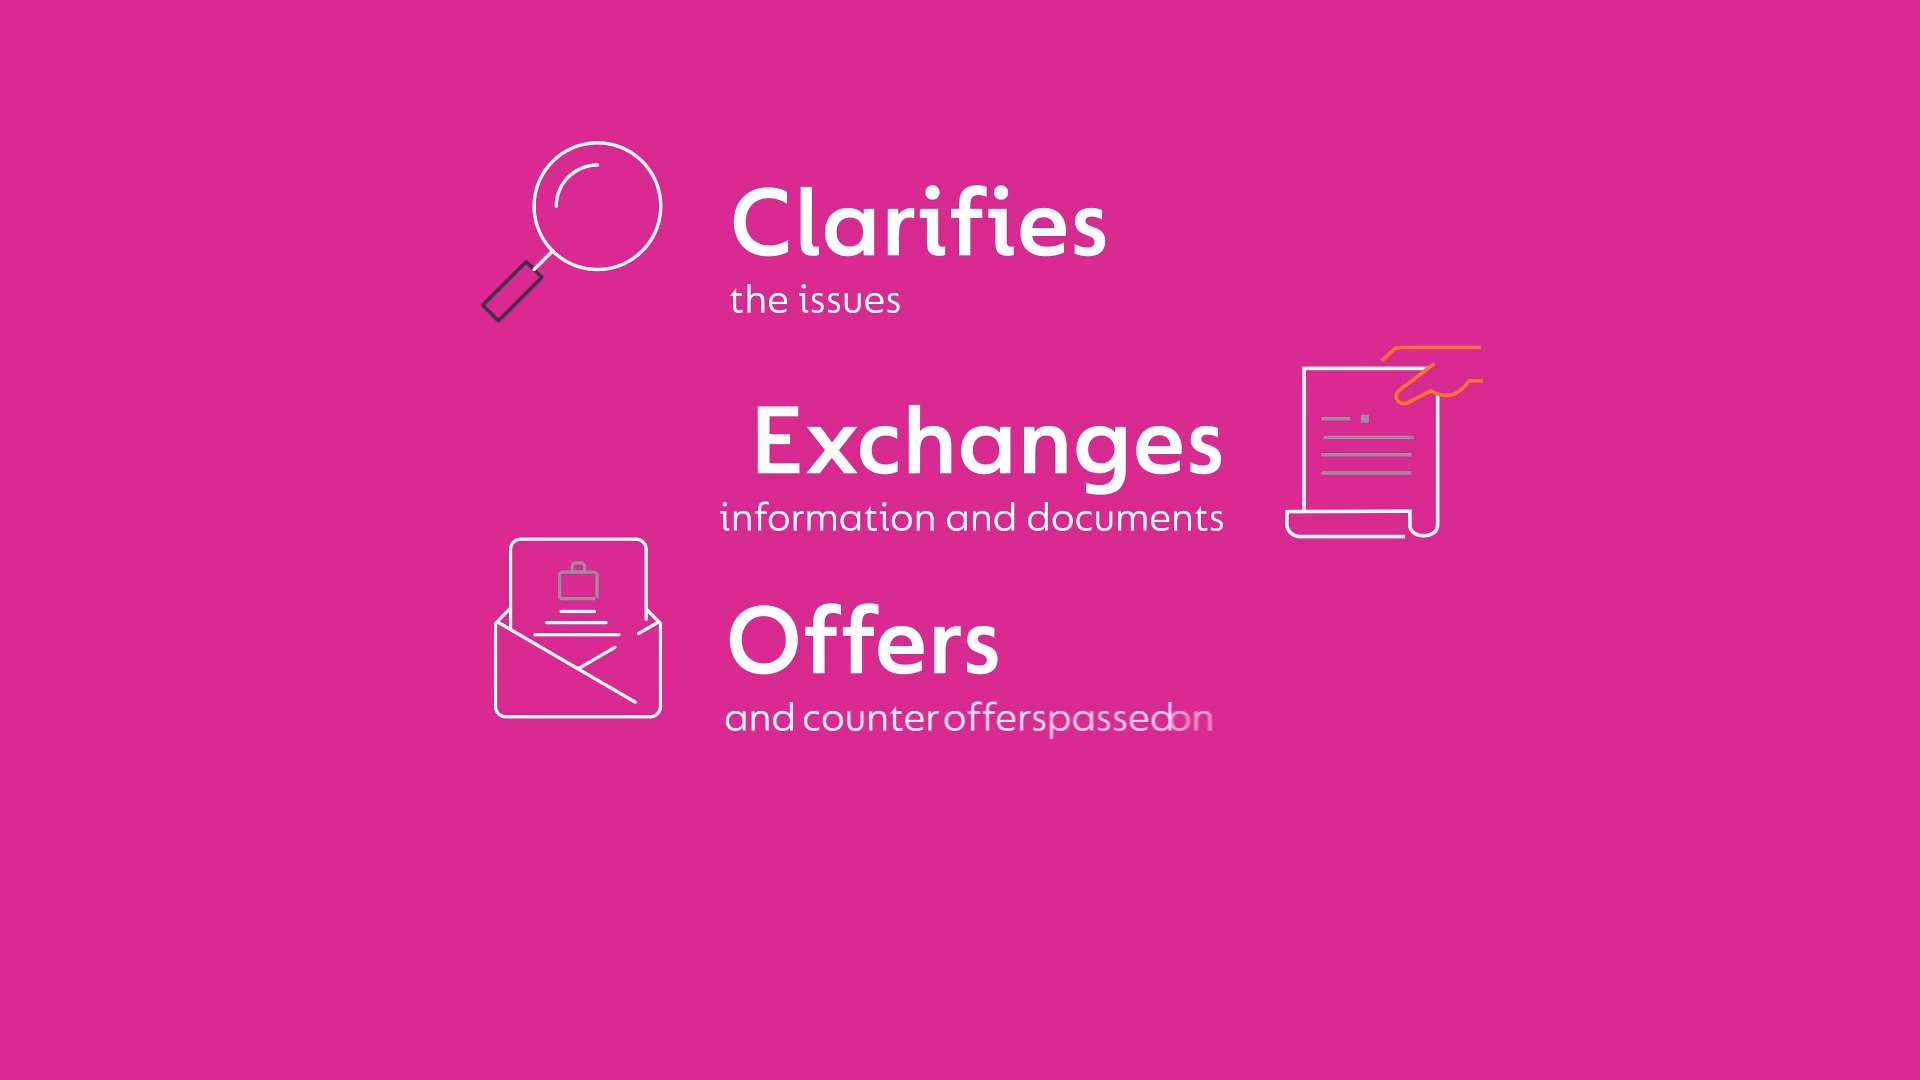 Clarifies
the issues
Exchanges
information and documents
Offers
and counter offers passed on